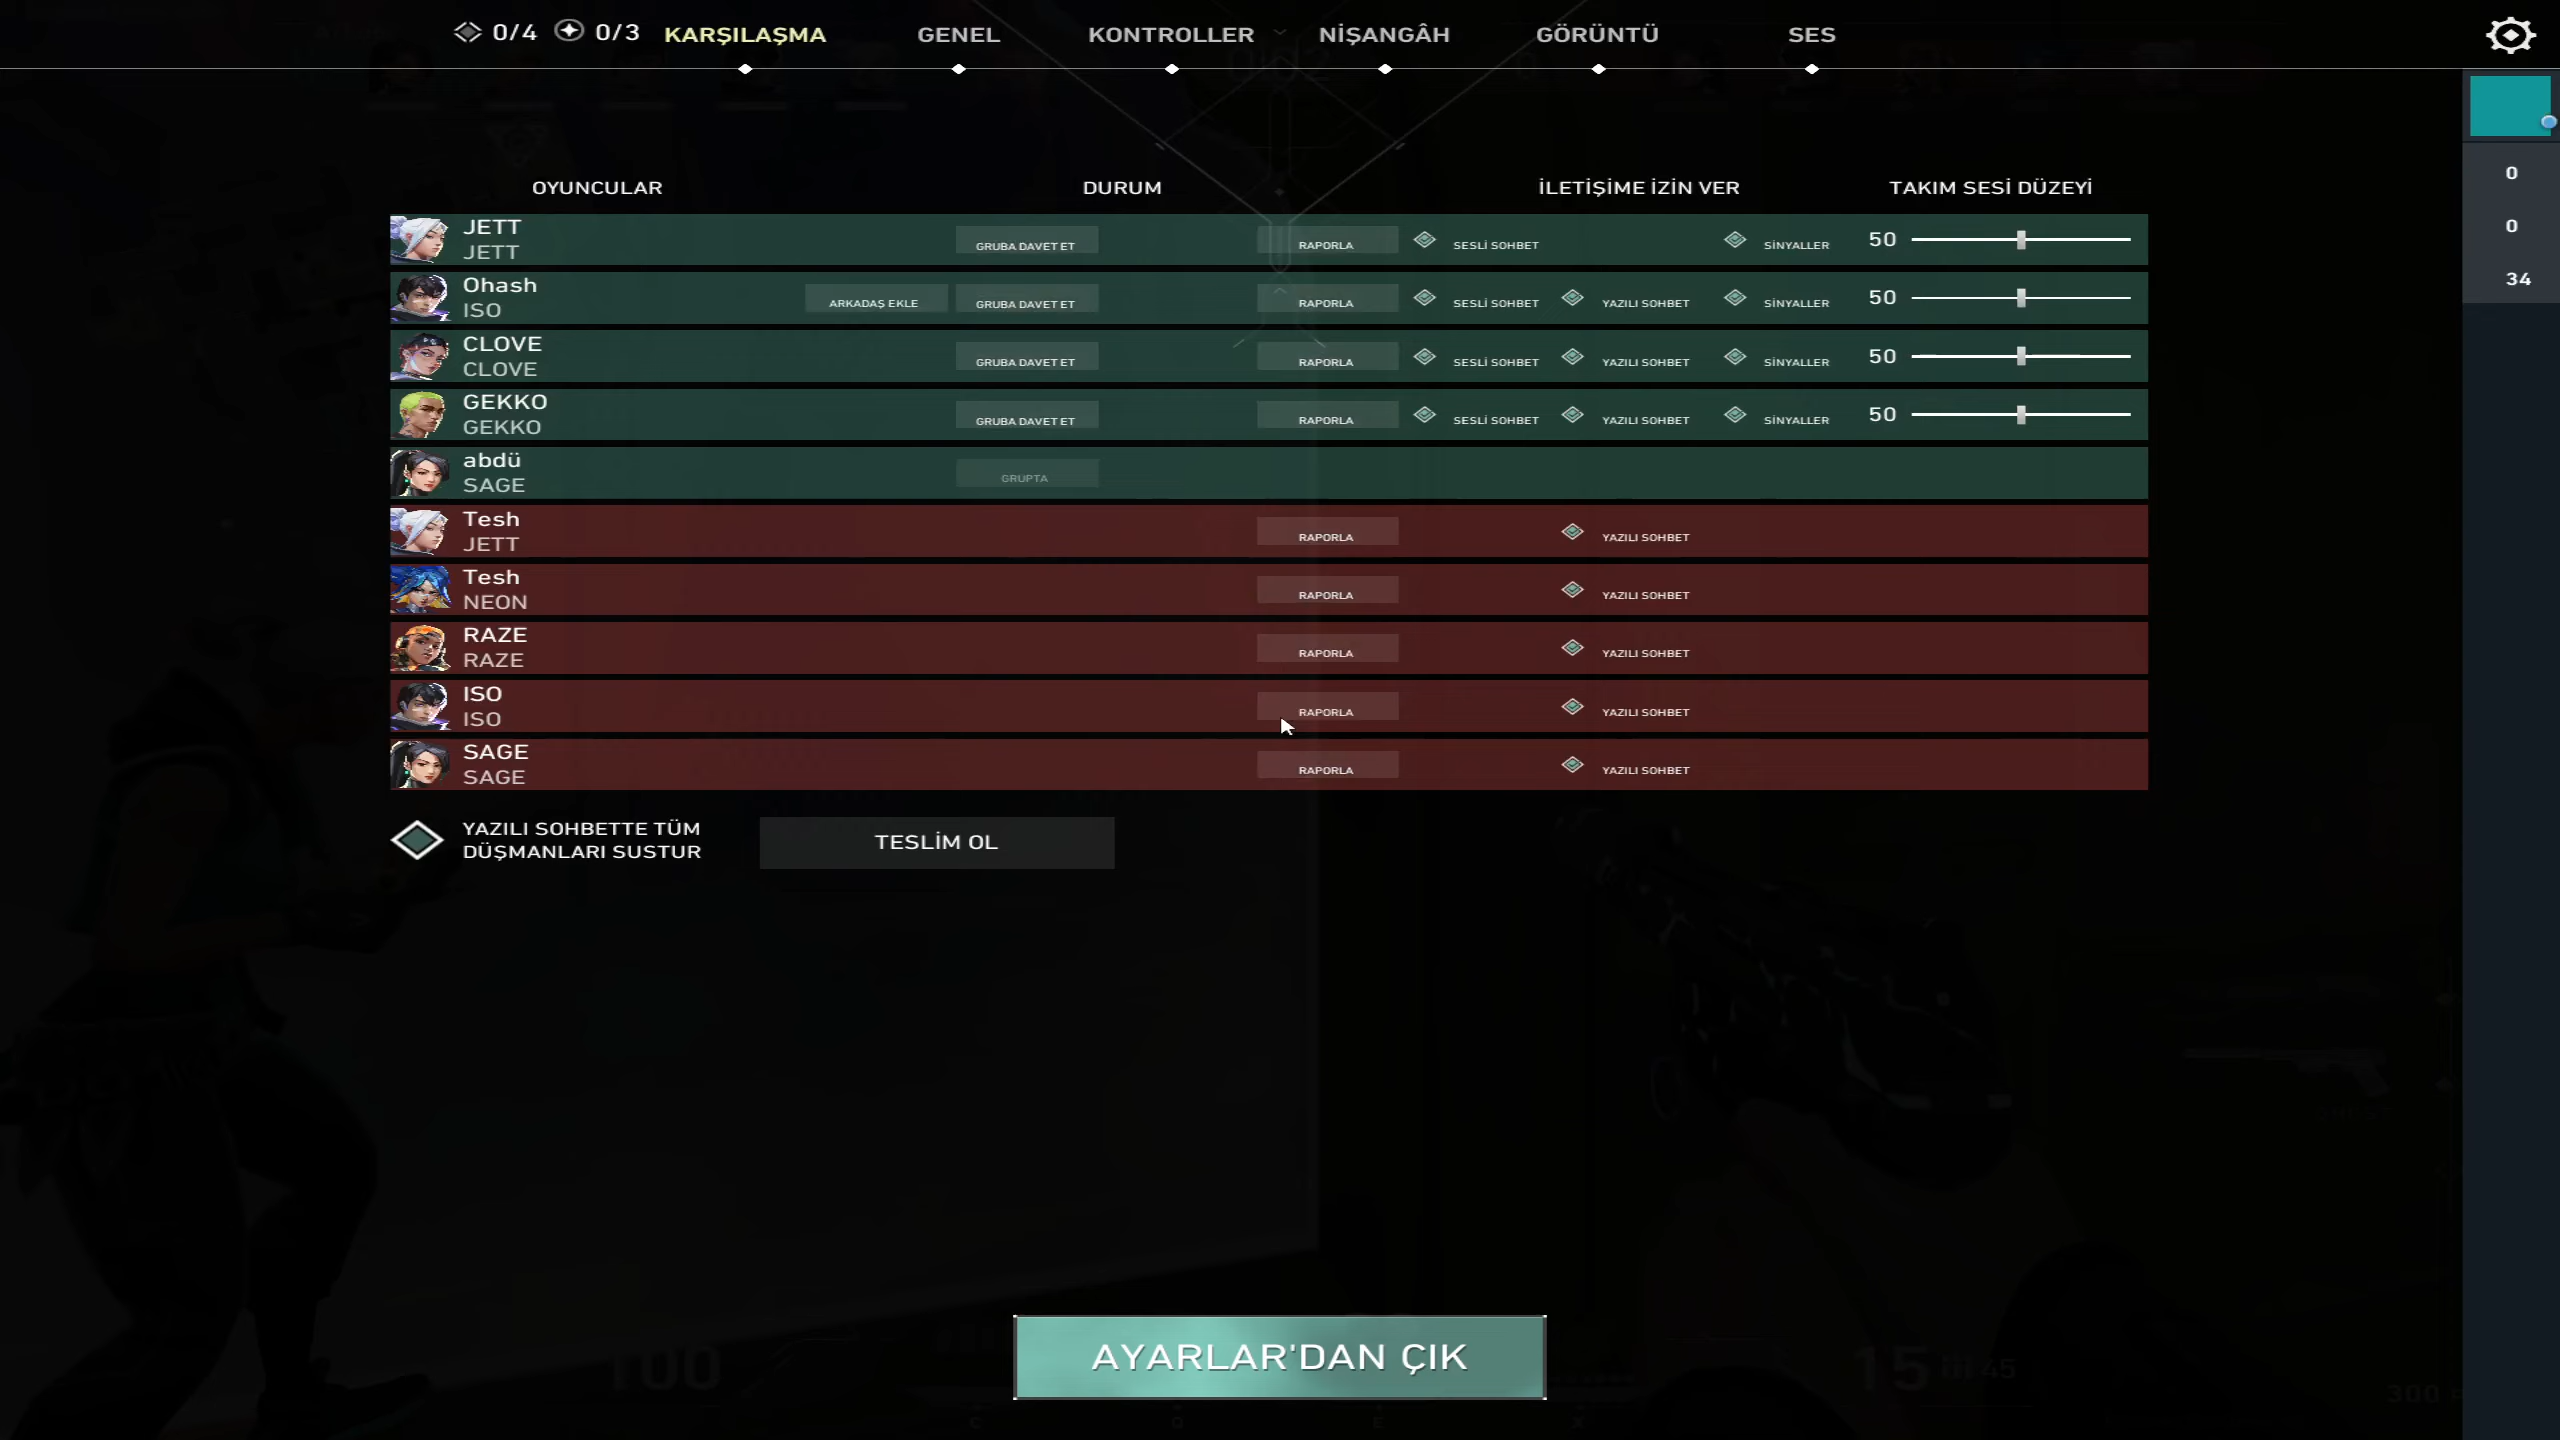 0/4 0/3 KARŞILAŞMA GENEL KONTROLLER NİŞANGÂH GÖRÜNTÜ SES
OYUNCULAR DURUM İLETİŞİME İZİN VER TAKIM SESİ DÜZEYİ
JETT
JETT
GRUBA DAVET ET RAPORLA SESLİ SOHBET SİNYALLER 50
Ohash
ISO
ARKADAŞ EKLE GRUBA DAVET ET RAPORLA SESLİ SOHBET YAZILI SOHBET SİNYALLER 50
CLOVE
CLOVE
GRUBA DAVET ET RAPORLA SESLİ SOHBET YAZILI SOHBET SİNYALLER 50
GEKKO
GEKKO
GRUBA DAVET ET RAPORLA SESLİ SOHBET YAZILI SOHBET SİNYALLER 50
abdü
SAGE
GRUPTA
Tesh
JETT
RAPORLA YAZILI SOHBET
Tesh
NEON
RAPORLA YAZILI SOHBET
RAZE
RAZE
RAPORLA YAZILI SOHBET
ISO
ISO
RAPORLA YAZILI SOHBET
SAGE
SAGE
RAPORLA YAZILI SOHBET
YAZILI SOHBETTE TÜM
DÜŞMANLARI SUSTUR
TESLİM OL
AYARLAR'DAN ÇIK
0
0
34
100
15 45
300
C Q E X